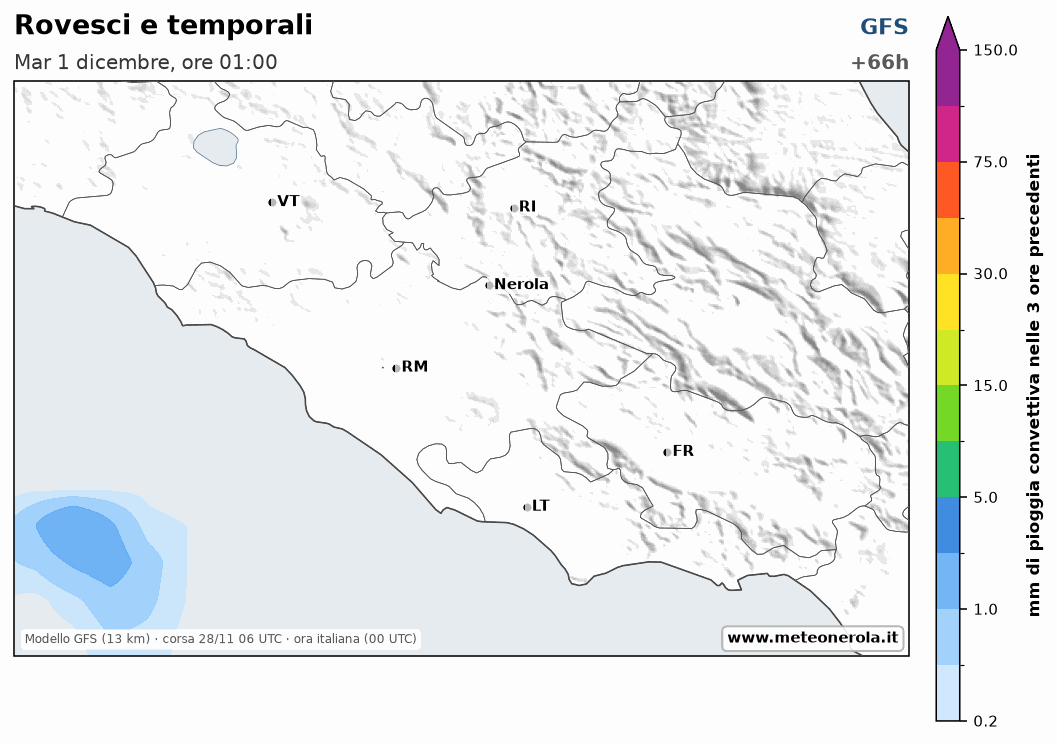 Rovesci e temporali
GFS
Mar 1 dicembre, ore 01:00
+66h
150.0
75.0
30.0
15.0
5.0
1.0
0.2
mm di pioggia convettiva nelle 3 ore precedenti
VT
RI
Nerola
RM
FR
LT
Modello GFS (13 km) · corsa 28/11 06 UTC · ora italiana (00 UTC)
www.meteonerola.it